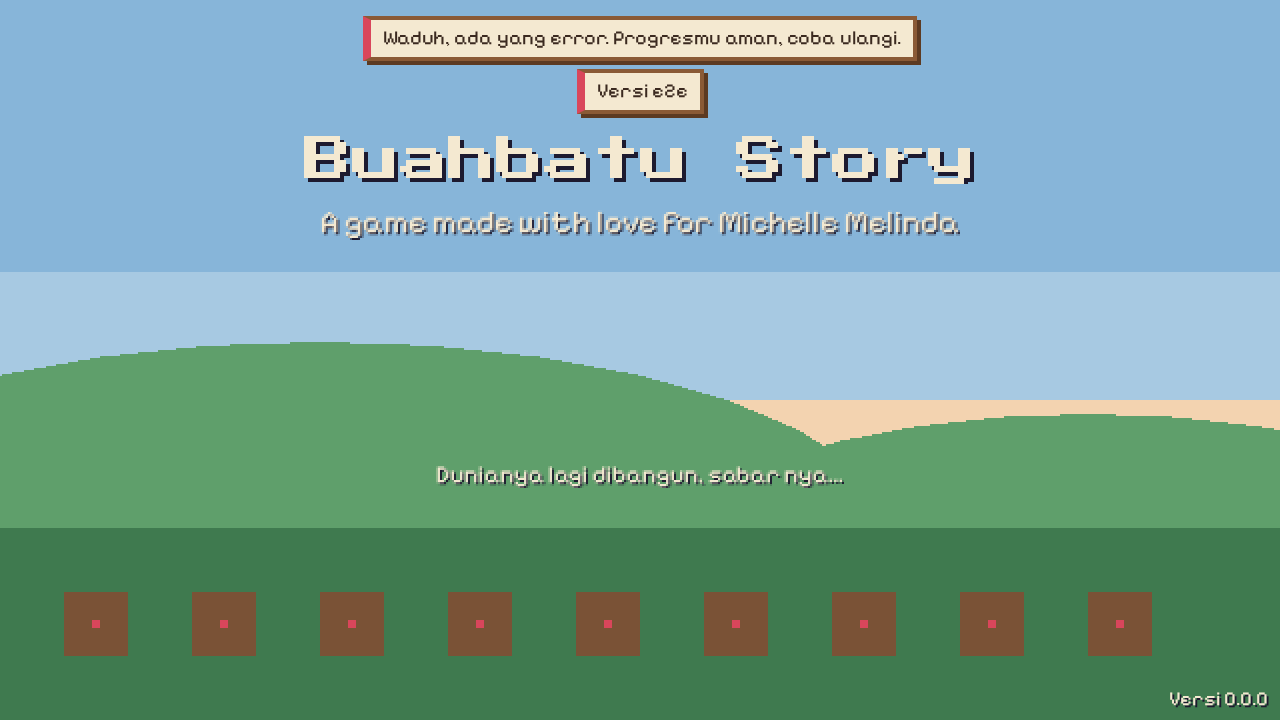 Waduh, ada yang error. Progresmu aman, coba ulangi.
Versi e2e
Buahbatu Story
A game made with love for Michelle Melinda
Dunianya lagi dibangun, sabar nya...
Versi 0.0.0